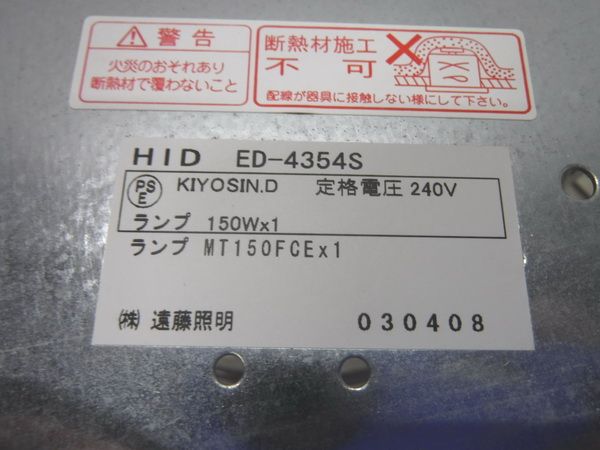 警告
火災のおそれあり
断熱材で覆わないこと
断熱材施工
不可
配線が器具に接触しない様にして下さい。
HID ED-4354S
PS
E
KIYOSIN.D 定格電圧 240V
ランプ 150Wx1
ランプ MT150FCEx1
㈱ 遠藤照明 030408